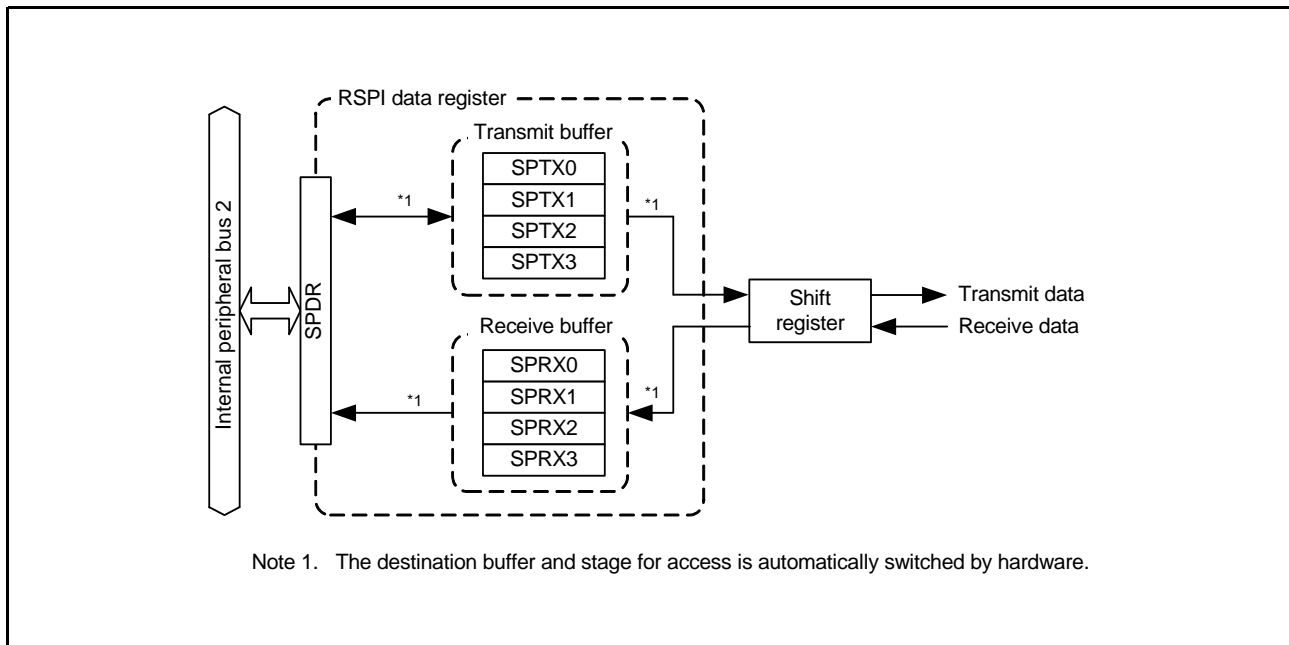 RSPI data register
Transmit buffer
SPTX0
SPTX1
SPTX2
SPTX3
*1
*1
Internal peripheral bus 2
SPDR
Shift
register
Transmit data
Receive data
Receive buffer
SPRX0
SPRX1
SPRX2
SPRX3
*1
*1
Note 1. The destination buffer and stage for access is automatically switched by hardware.